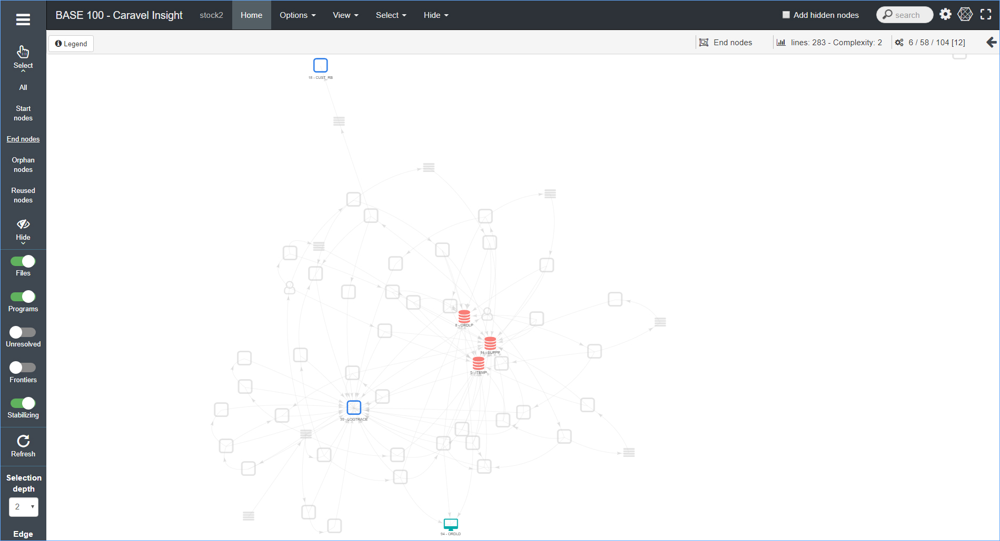 BASE 100 - Caravel Insight
stock2
Home
Options
View
Select
Hide
Add hidden nodes
search
Legend
End nodes
lines: 283 - Complexity: 2
6 / 58 / 104 [12]
Select
All
Start
nodes
End nodes
Orphan
nodes
Reused
nodes
Hide
Files
Programs
Unresolved
Frontiers
Stabilizing
Refresh
Selection
depth
2
Edge
18 - CUST_RB
8 - ORDLP
14 - SUPPP
5 - ITEMP
39 - LOGTRACE
94 - ORDLD